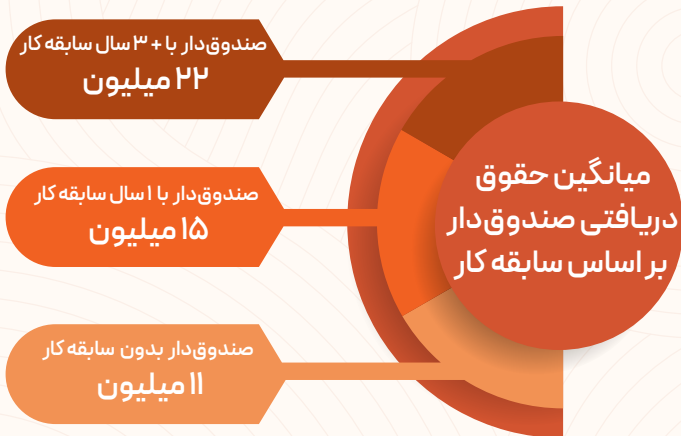 میانگین حقوق
دریافتی صندوق‌دار
بر اساس سابقه کار
صندوق‌دار با +۳ سال سابقه کار
۲۲ میلیون
صندوق‌دار با ۱ سال سابقه کار
۱۵ میلیون
صندوق‌دار بدون سابقه کار
۱۱ میلیون